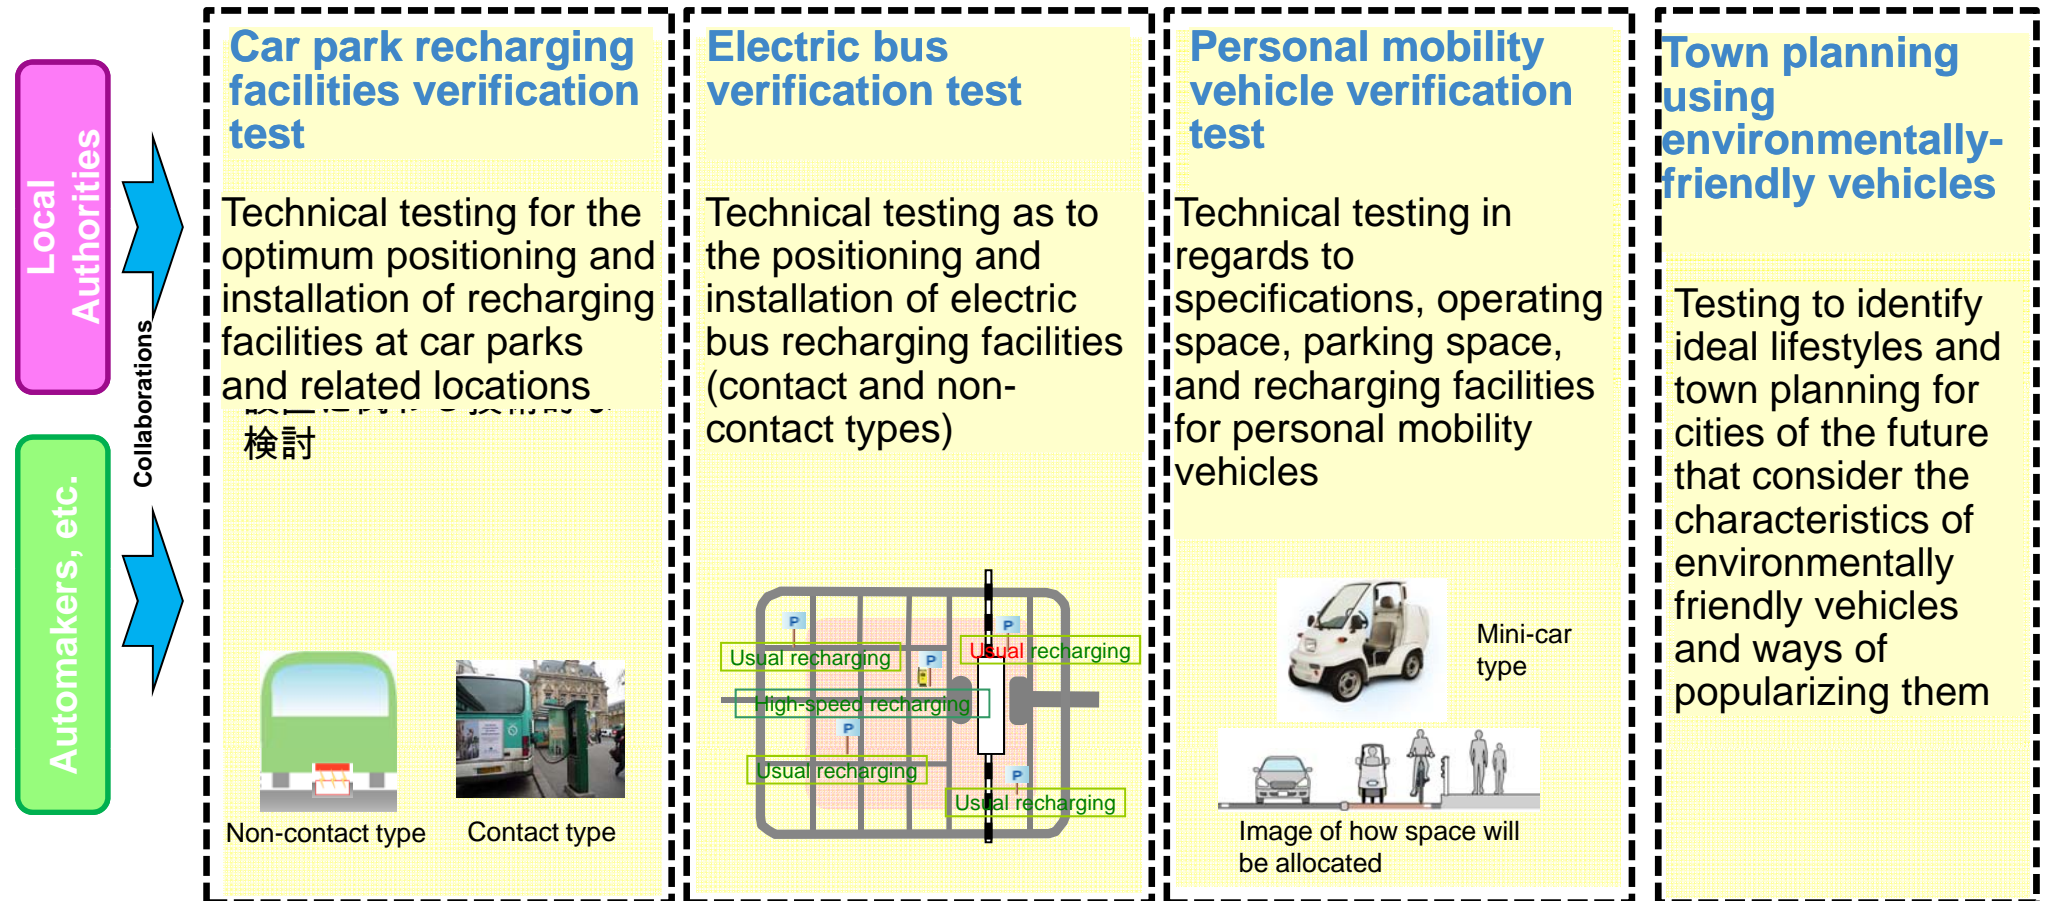 Local
Authorities
Collaborations
Automakers, etc.
Car park recharging
facilities verification
test
Technical testing for the
optimum positioning and
installation of recharging
facilities at car parks
and related locations
検討
Non-contact type
Contact type
Electric bus
verification test
Technical testing as to
the positioning and
installation of electric
bus recharging facilities
(contact and non-
contact types)
P
P
Usual recharging
Usual recharging
P
High-speed recharging
P
Usual recharging
P
Usual recharging
Personal mobility
vehicle verification
test
Technical testing in
regards to
specifications, operating
space, parking space,
and recharging facilities
for personal mobility
vehicles
Mini-car
type
Image of how space will
be allocated
Town planning
using
environmentally-
friendly vehicles
Testing to identify
ideal lifestyles and
town planning for
cities of the future
that consider the
characteristics of
environmentally
friendly vehicles
and ways of
popularizing them